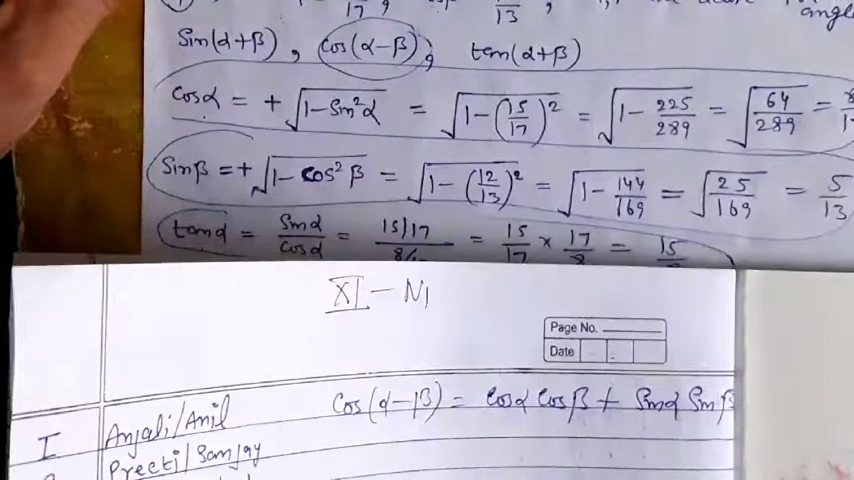 17 , 13 , angle
Sin(α+β) , cos(α-β) , tan(α+β)
cosα = +√1-Sin²α = √1-(15/17)² = √1-225/289 = √64/289 =
Sinβ = +√1-cos²β = √1-(12/13)² = √1-144/169 = √25/169 = 5/13
tanα = Sinα/Cosα = 15/17 = 15/17 × 17/8 = 15
XI - N1
Page No.
Date
Cos(α-β) = Cosα Cosβ + Sinα Sinβ
I Anjali/Anil
Preeti/Sanjay